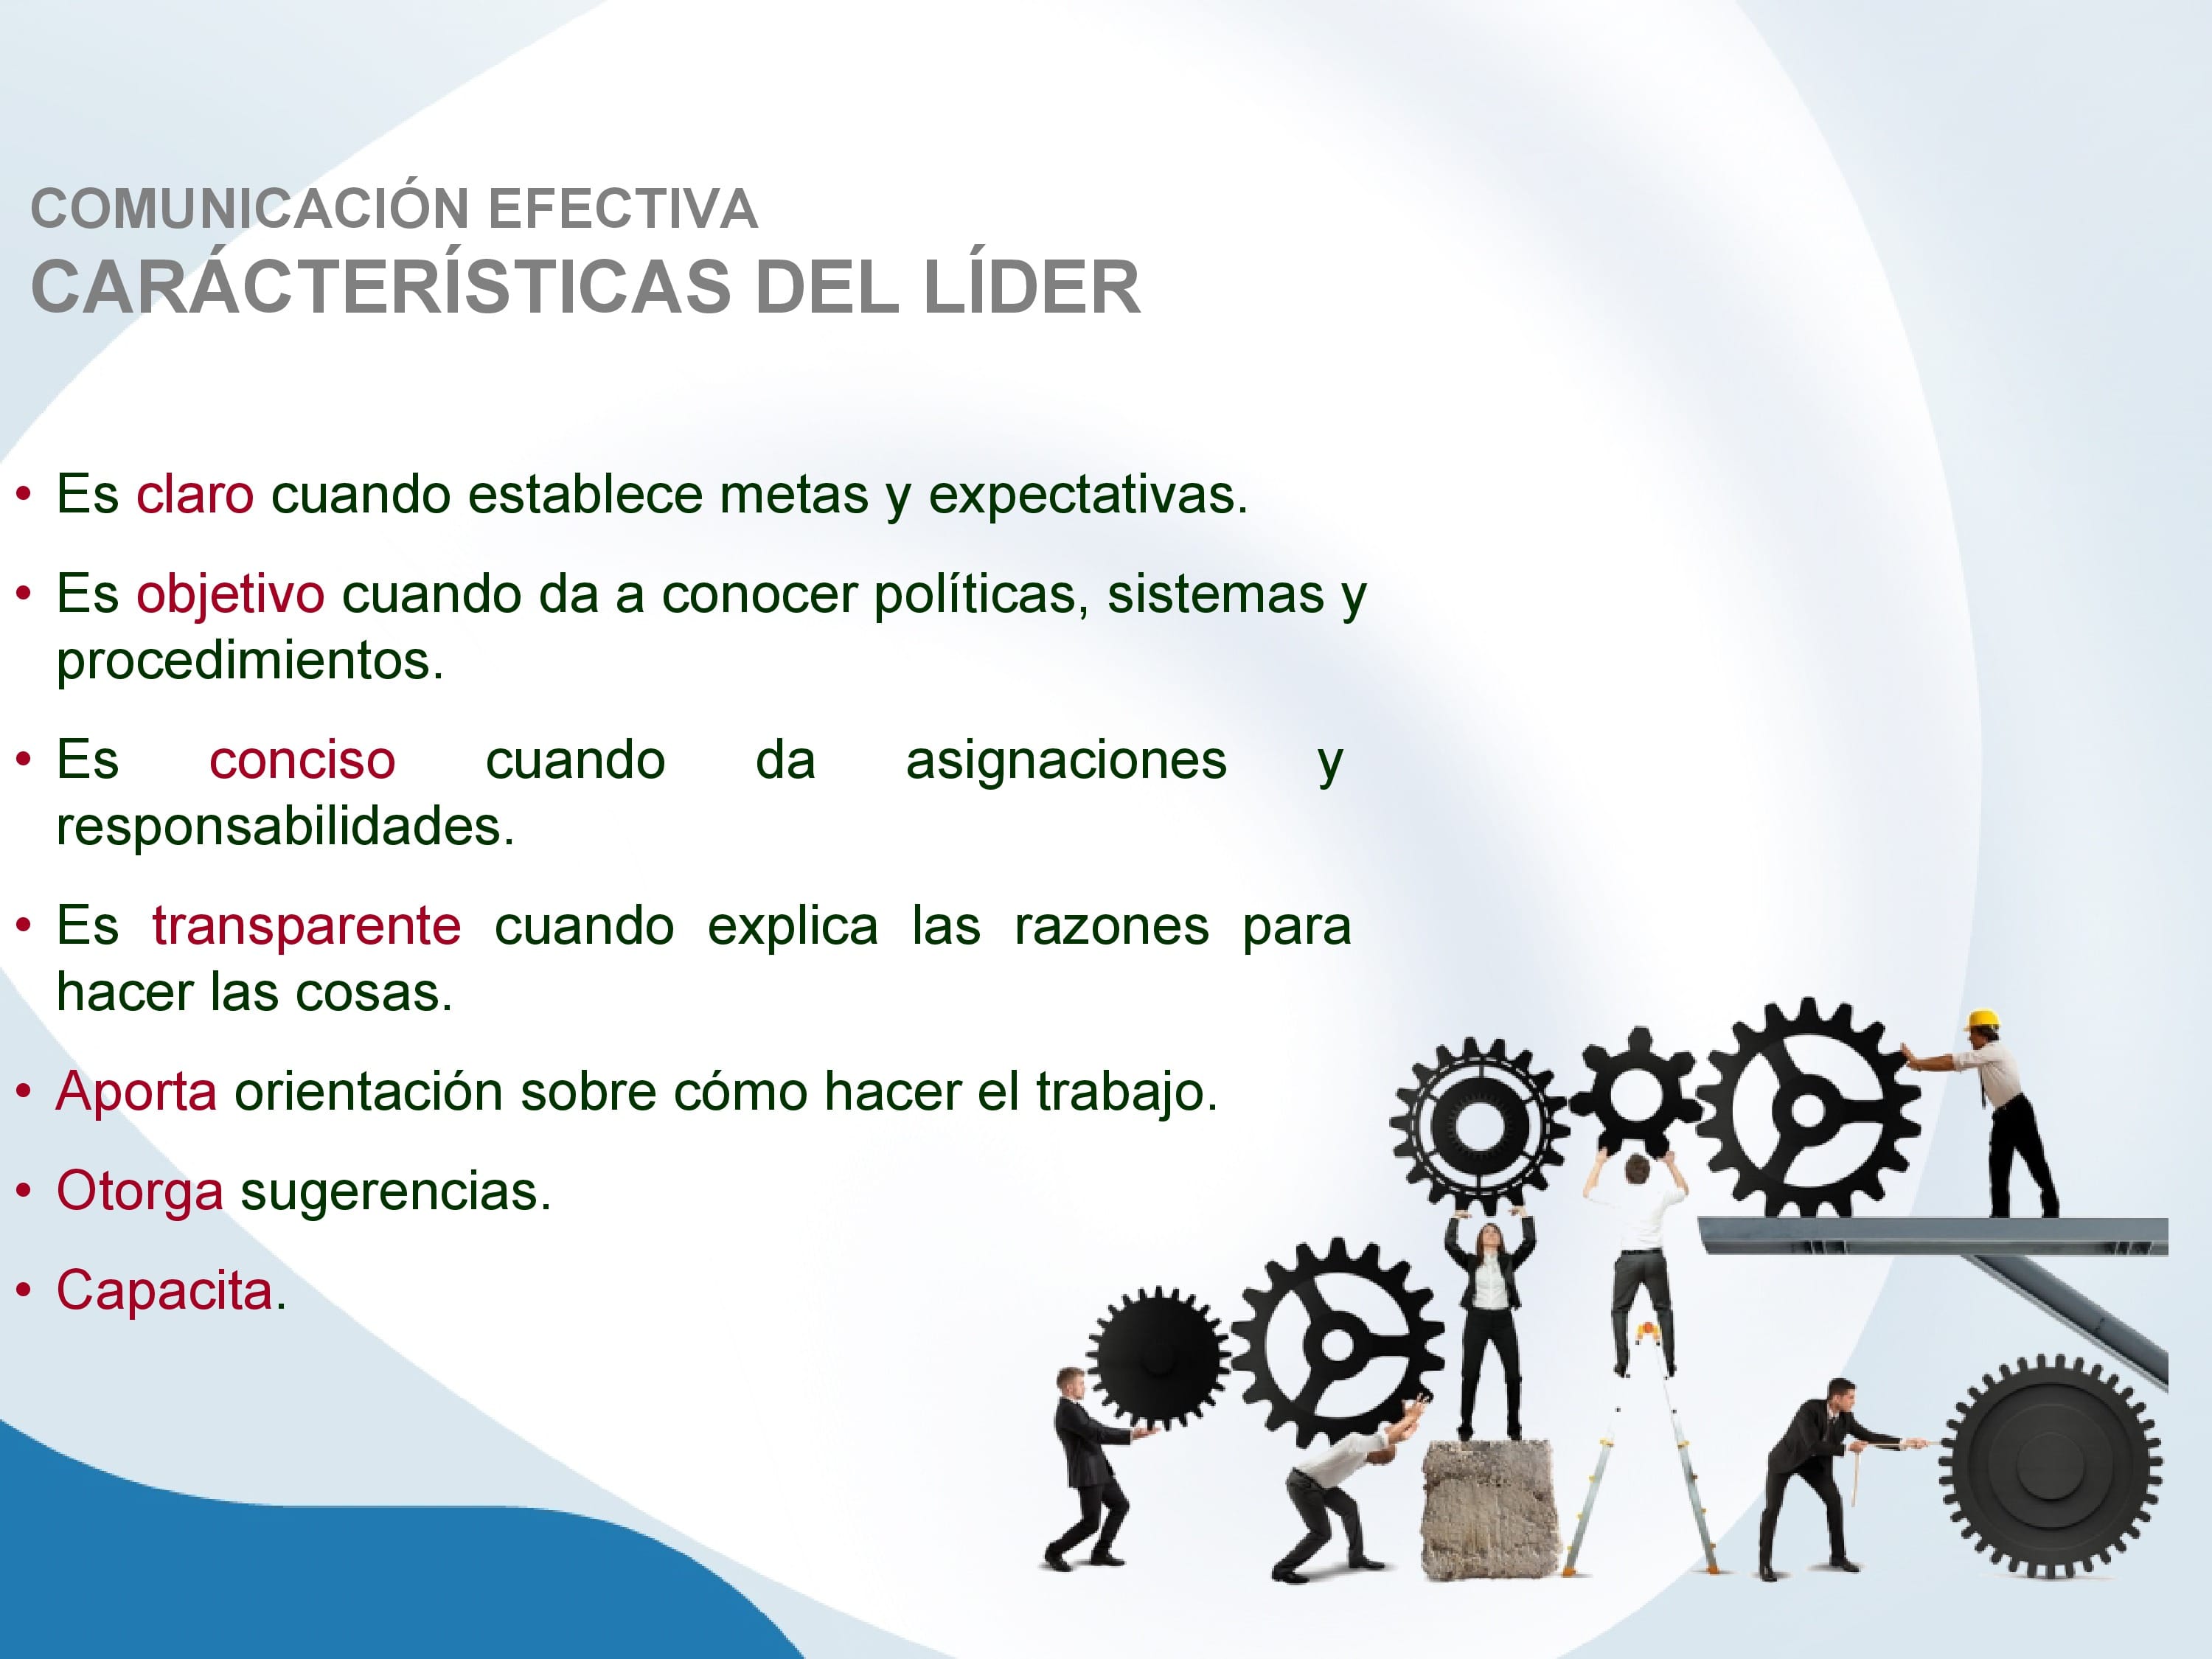 COMUNICACIÓN EFECTIVA
CARÁCTERÍSTICAS DEL LÍDER
• Es claro cuando establece metas y expectativas.
• Es objetivo cuando da a conocer políticas, sistemas y
procedimientos.
• Es conciso cuando da asignaciones y
responsabilidades.
• Es transparente cuando explica las razones para
hacer las cosas.
• Aporta orientación sobre cómo hacer el trabajo.
• Otorga sugerencias.
• Capacita.